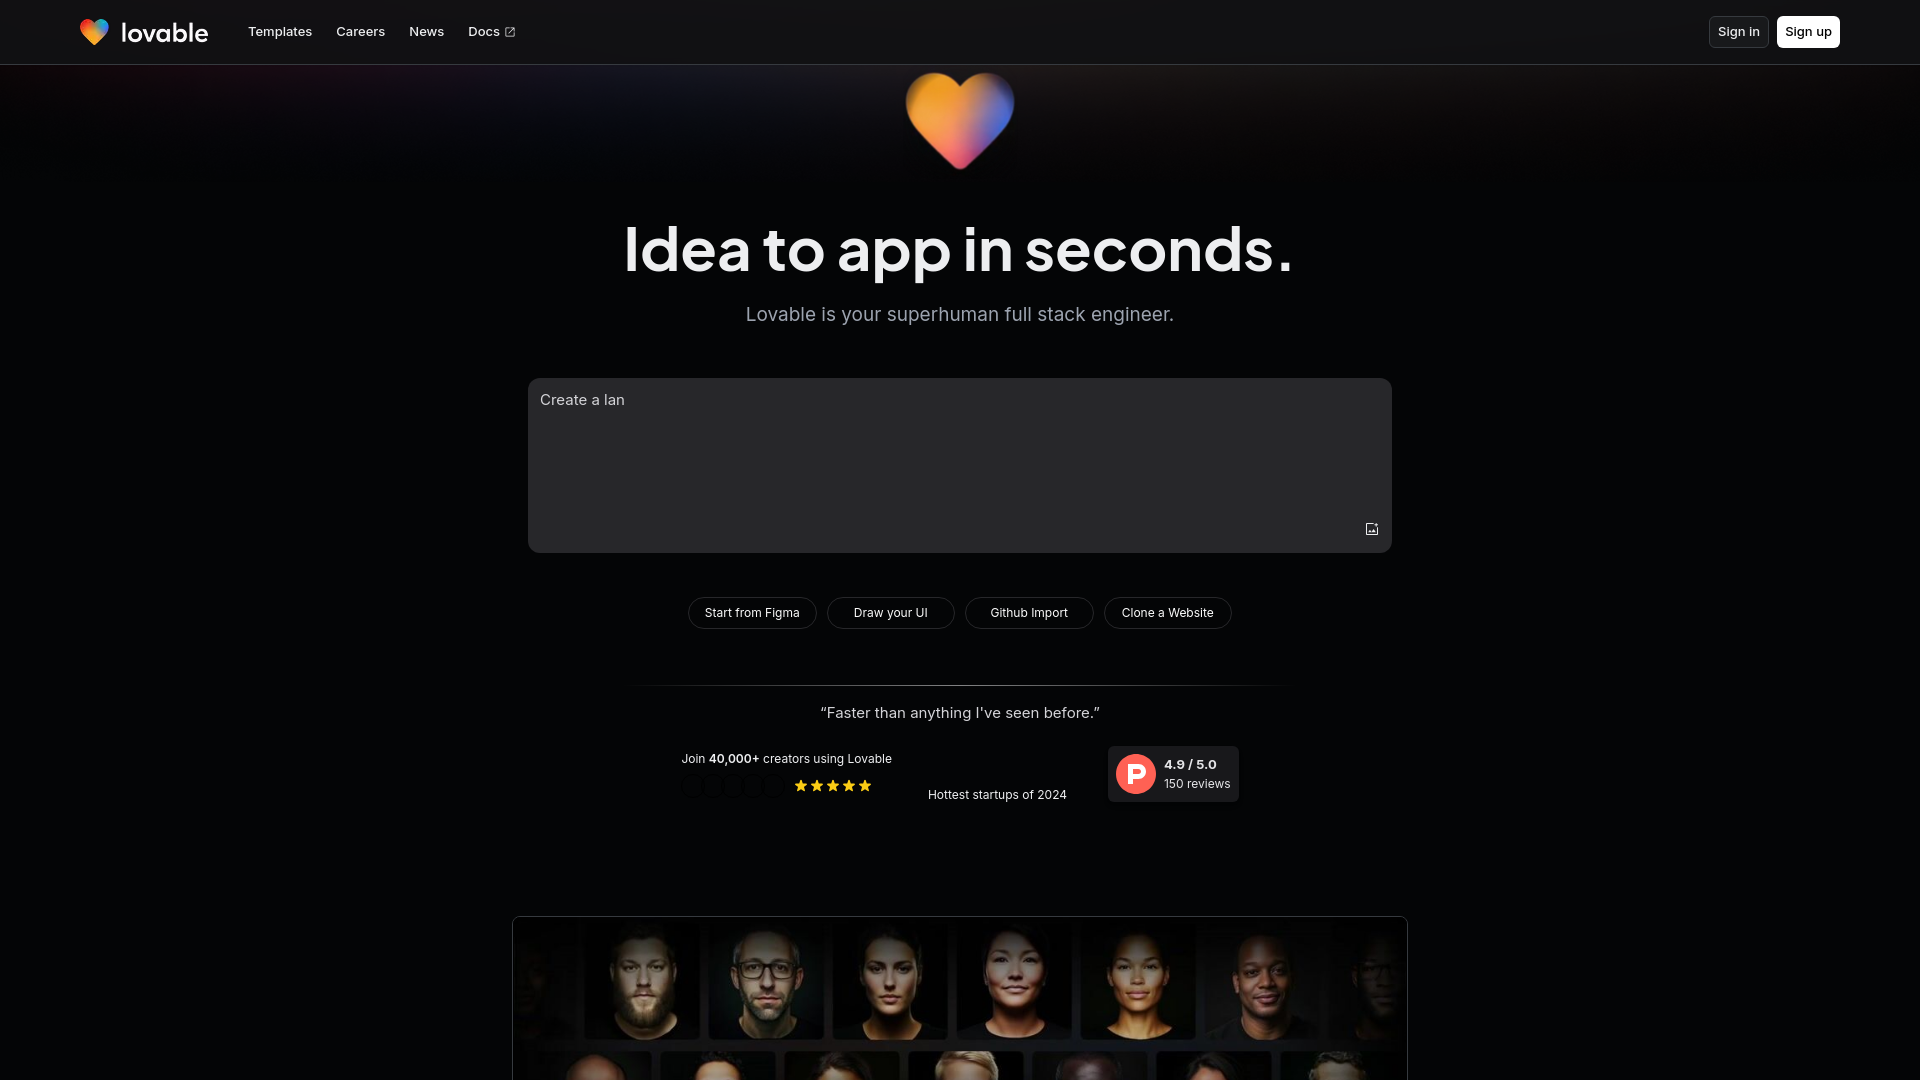 lovable
Templates
Careers
News
Docs
Sign in
Sign up
Idea to app in seconds.
Lovable is your superhuman full stack engineer.
Create a lan
Start from Figma
Draw your UI
Github Import
Clone a Website
“Faster than anything I've seen before.”
Join 40,000+ creators using Lovable
Hottest startups of 2024
P
4.9 / 5.0
150 reviews